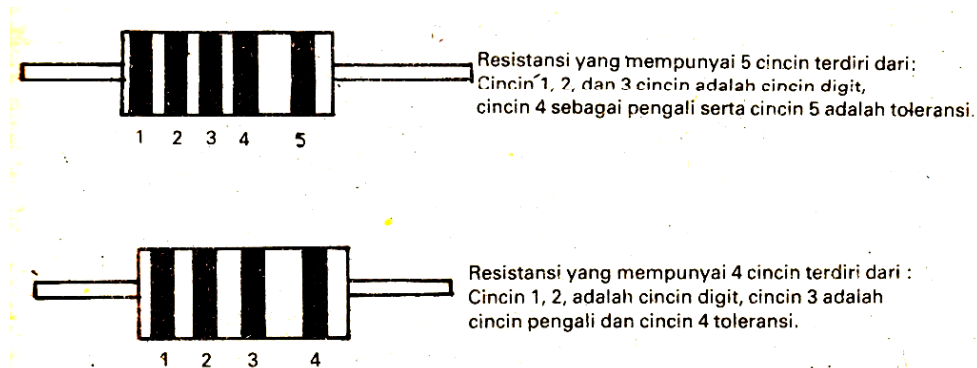 Resistansi yang mempunyai 5 cincin terdiri dari:
Cincin 1, 2, dan 3 cincin adalah cincin digit,
cincin 4 sebagai pengali serta cincin 5 adalah toleransi.
1 2 3 4 5
Resistansi yang mempunyai 4 cincin terdiri dari :
Cincin 1, 2, adalah cincin digit, cincin 3 adalah
cincin pengali dan cincin 4 toleransi.
1 2 3 4